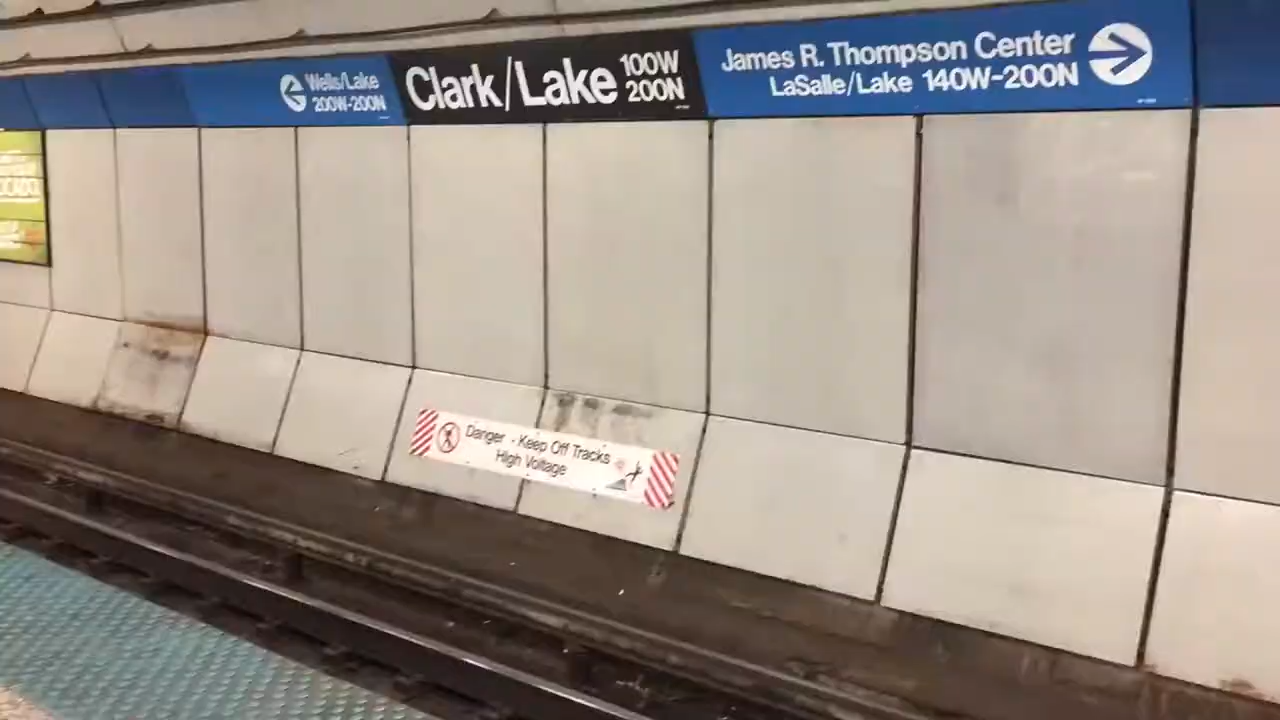 Wells/Lake
200W-200N
Clark/Lake
100W
200N
James R. Thompson Center
LaSalle/Lake 140W-200N
Danger - Keep Off Tracks
High Voltage